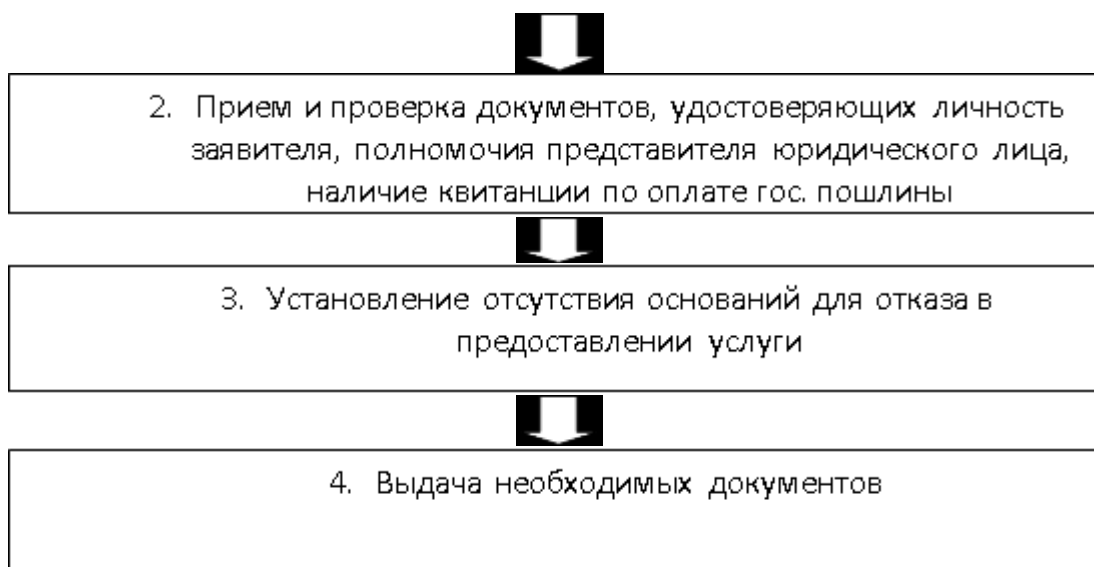 2. Прием и проверка документов, удостоверяющих личность
заявителя, полномочия представителя юридического лица,
наличие квитанции по оплате гос. пошлины
3. Установление отсутствия оснований для отказа в
предоставлении услуги
4. Выдача необходимых документов